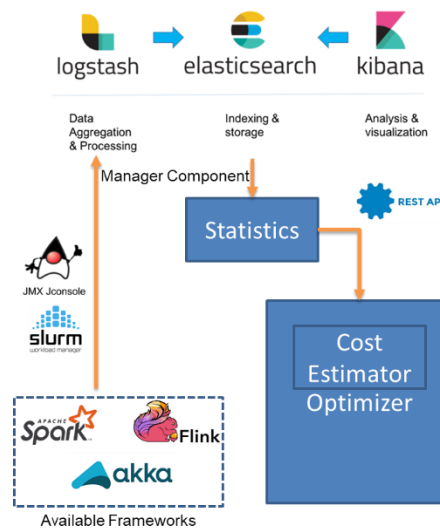 logstash
elasticsearch
kibana
Data
Aggregation
& Processing
Indexing &
storage
Analysis &
visualization
Manager Component
REST AP
Statistics
JMX Jconsole
slurm
workload manager
Cost
Estimator
Optimizer
APACHE
Spark
Flink
akka
Available Frameworks